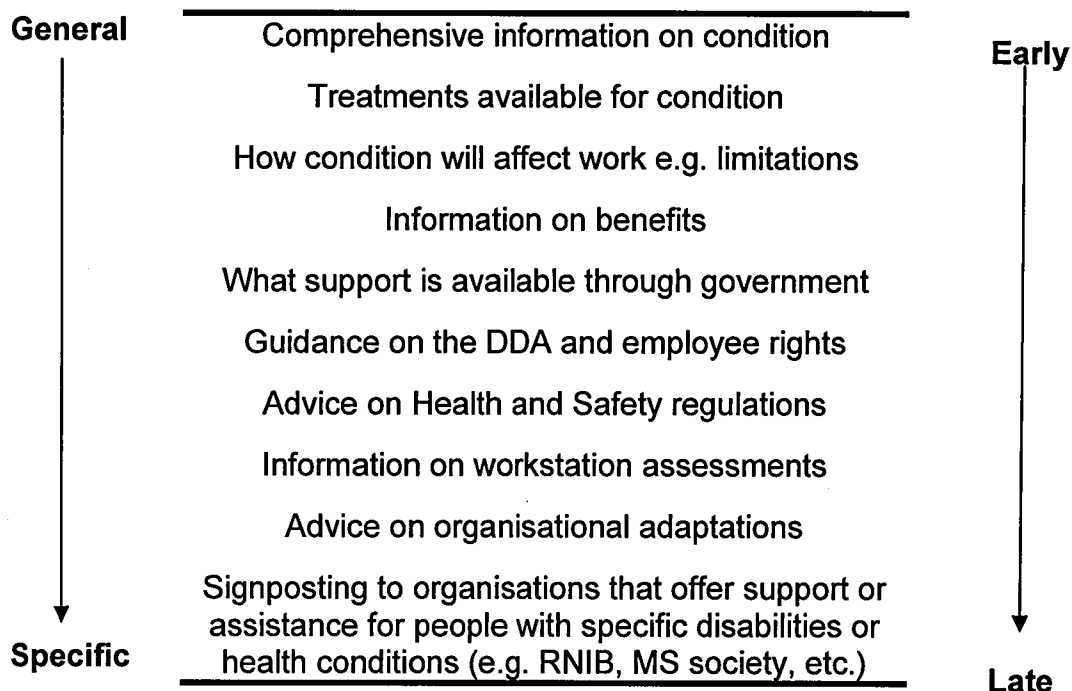 General
Comprehensive information on condition
Early
Treatments available for condition
How condition will affect work e.g. limitations
Information on benefits
What support is available through government
Guidance on the DDA and employee rights
Advice on Health and Safety regulations
Information on workstation assessments
Advice on organisational adaptations
Signposting to organisations that offer support or
assistance for people with specific disabilities or
health conditions (e.g. RNIB, MS society, etc.)
Specific
Late